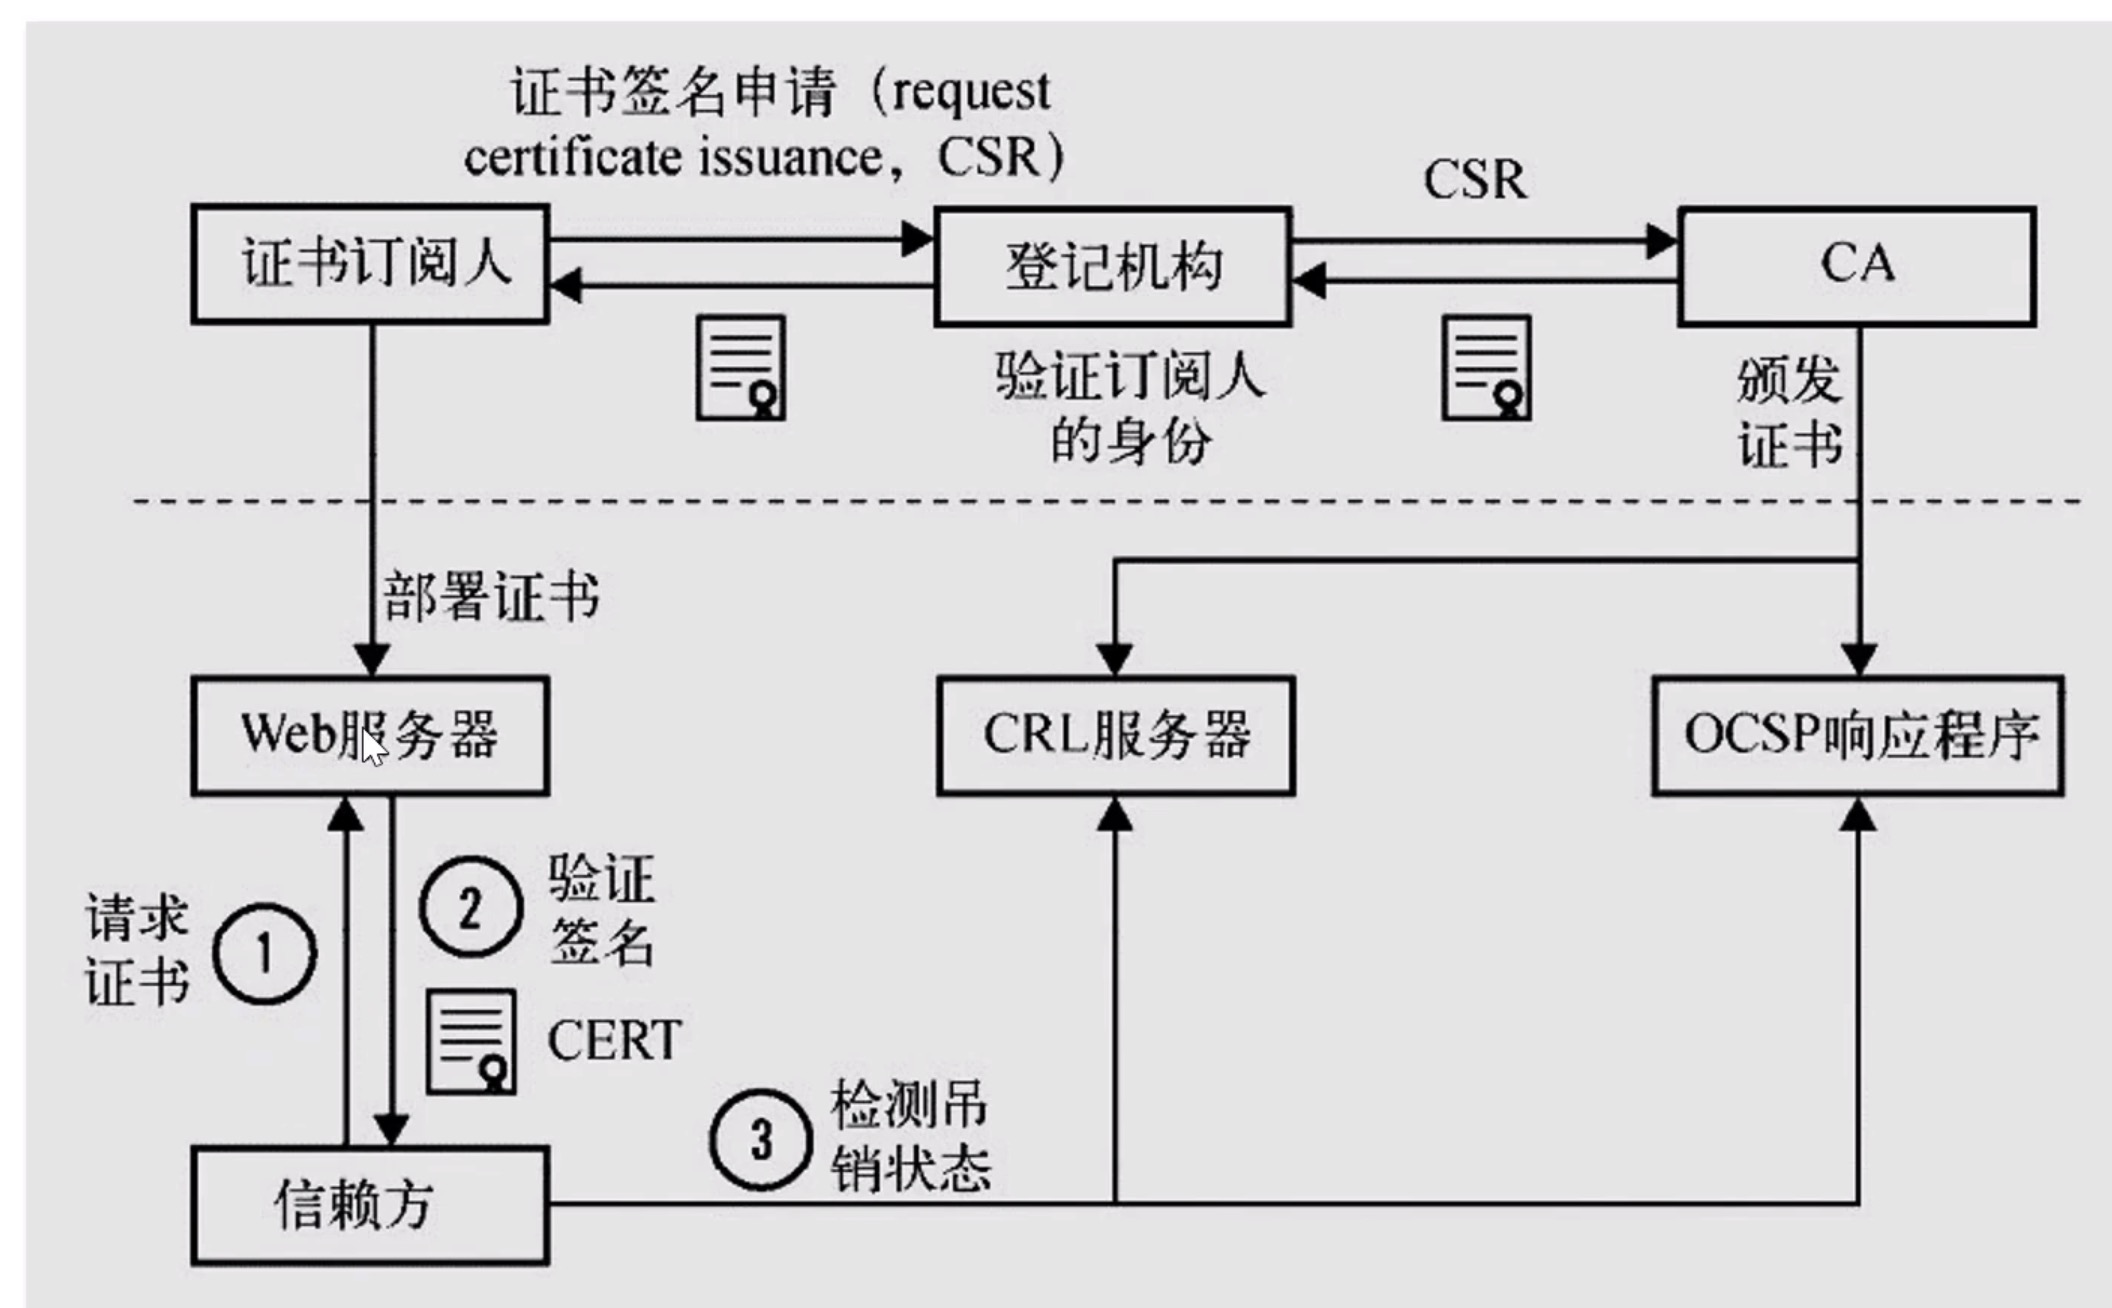 证书签名申请（request
certificate issuance，CSR）
CSR
证书订阅人
登记机构
CA
验证订阅人
的身份
颁发
证书
部署证书
Web服务器
CRL服务器
OCSP响应程序
请求
证书
1
2
验证
签名
CERT
3
检测吊
销状态
信赖方